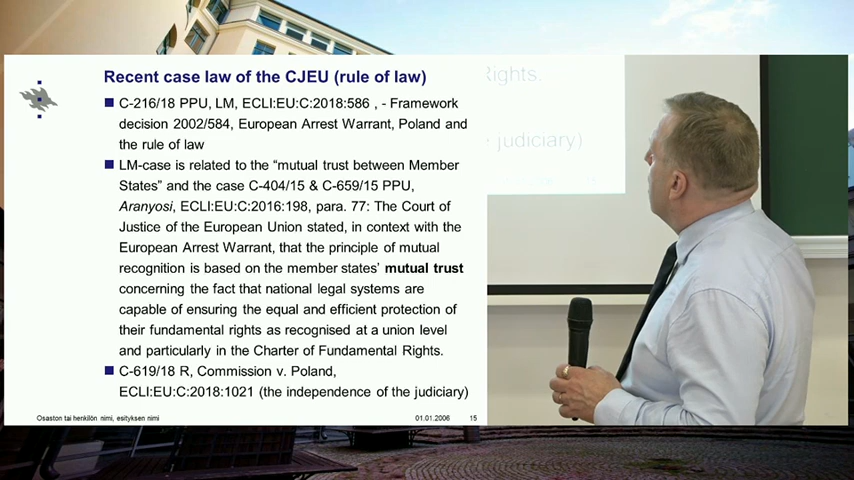 Recent case law of the CJEU (rule of law)
C-216/18 PPU, LM, ECLI:EU:C:2018:586 , - Framework
decision 2002/584, European Arrest Warrant, Poland and
the rule of law
LM-case is related to the “mutual trust between Member
States” and the case C-404/15 & C-659/15 PPU,
Aranyosi, ECLI:EU:C:2016:198, para. 77: The Court of
Justice of the European Union stated, in context with the
European Arrest Warrant, that the principle of mutual
recognition is based on the member states’ mutual trust
concerning the fact that national legal systems are
capable of ensuring the equal and efficient protection of
their fundamental rights as recognised at a union level
and particularly in the Charter of Fundamental Rights.
C-619/18 R, Commission v. Poland,
ECLI:EU:C:2018:1021 (the independence of the judiciary)
Osaston tai henkilön nimi, esityksen nimi
01.01.2006
15
Rights.
judiciary)